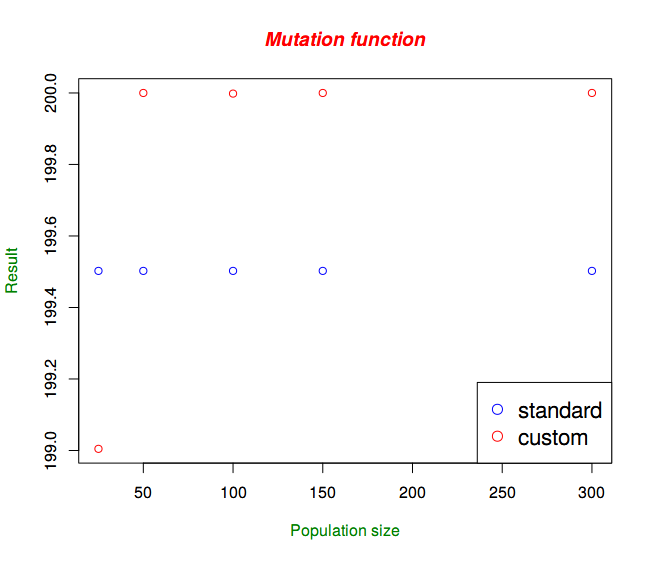 Mutation function
Result
200.0
199.8
199.6
199.4
199.2
199.0
standard
custom
50 100 150 200 250 300
Population size